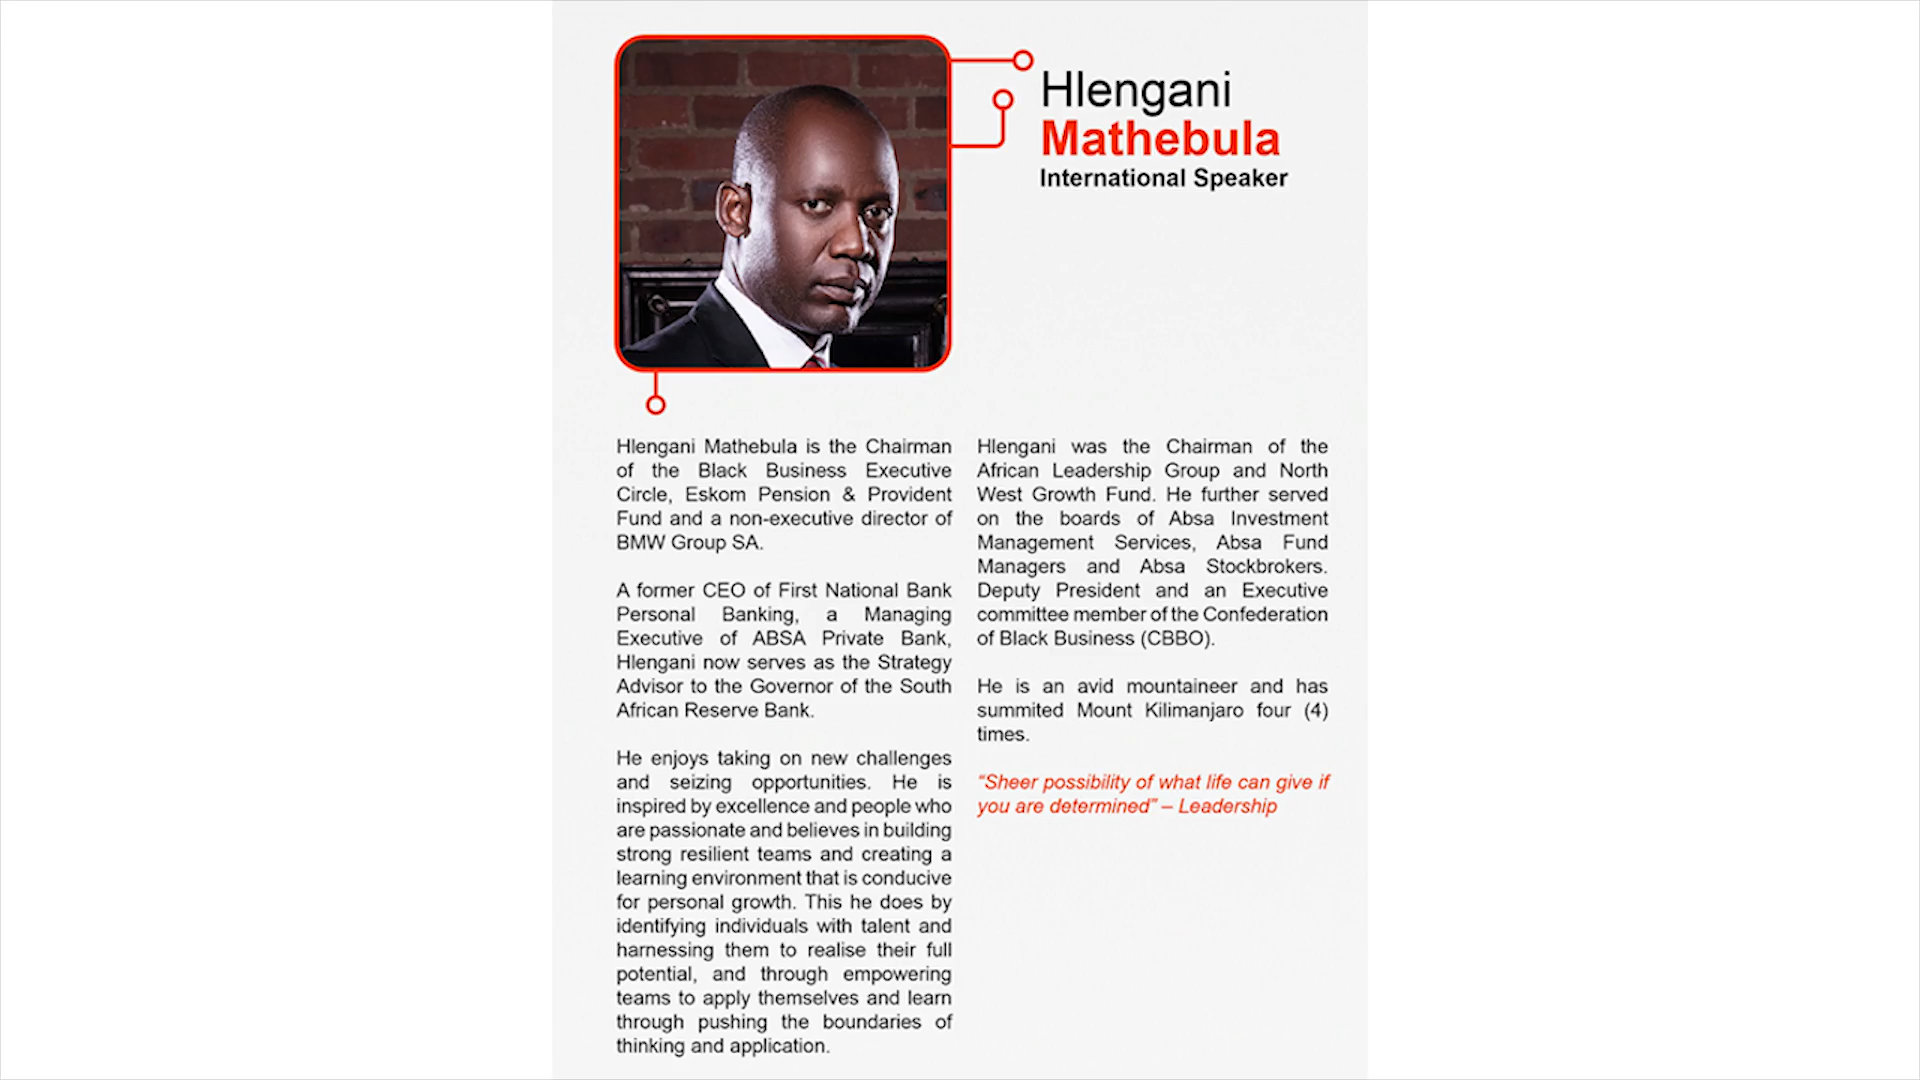 Hlengani
Mathebula
International Speaker
Hlengani Mathebula is the Chairman
of the Black Business Executive
Circle, Eskom Pension & Provident
Fund and a non-executive director of
BMW Group SA.
A former CEO of First National Bank
Personal Banking, a Managing
Executive of ABSA Private Bank,
Hlengani now serves as the Strategy
Advisor to the Governor of the South
African Reserve Bank.
He enjoys taking on new challenges
and seizing opportunities. He is
inspired by excellence and people who
are passionate and believes in building
strong resilient teams and creating a
learning environment that is conducive
for personal growth. This he does by
identifying individuals with talent and
harnessing them to realise their full
potential, and through empowering
teams to apply themselves and learn
through pushing the boundaries of
thinking and application.
Hlengani was the Chairman of the
African Leadership Group and North
West Growth Fund. He further served
on the boards of Absa Investment
Management Services, Absa Fund
Managers and Absa Stockbrokers.
Deputy President and an Executive
committee member of the Confederation
of Black Business (CBBO).
He is an avid mountaineer and has
summited Mount Kilimanjaro four (4)
times.
“Sheer possibility of what life can give if
you are determined” – Leadership